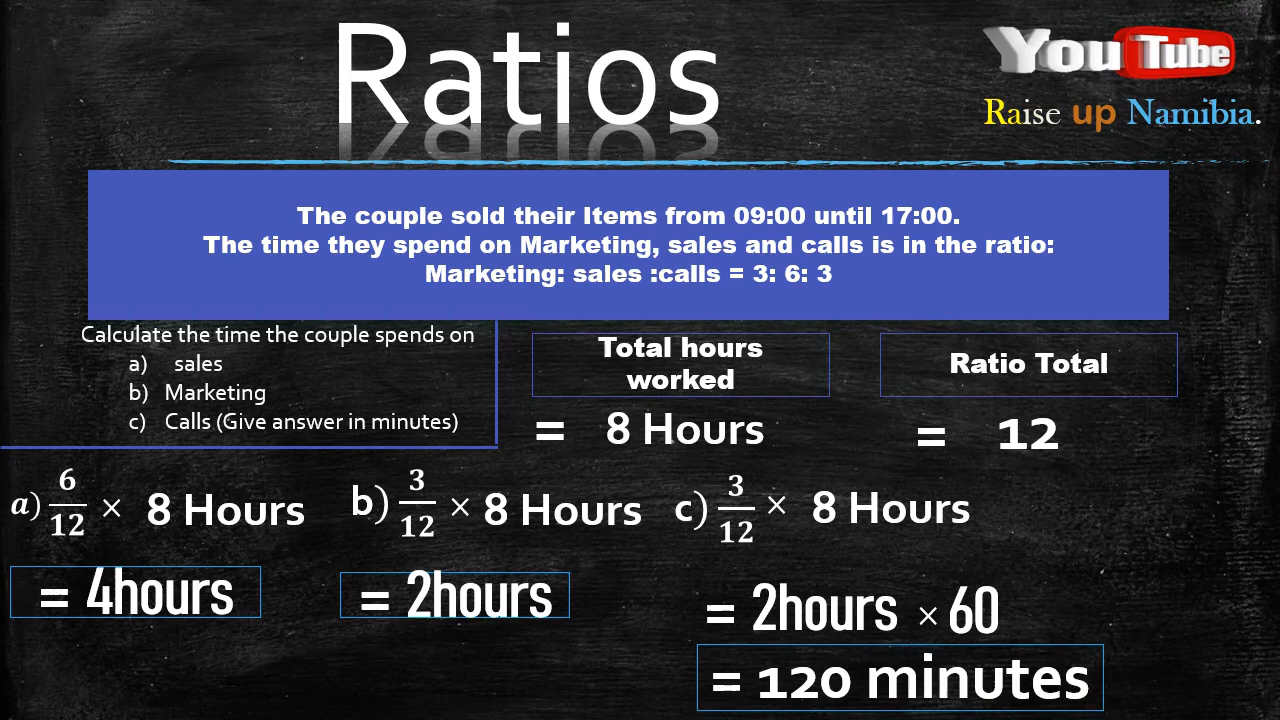 Ratios
YouTube
Raise up Namibia.
The couple sold their Items from 09:00 until 17:00.
The time they spend on Marketing, sales and calls is in the ratio:
Marketing: sales :calls = 3: 6: 3
Calculate the time the couple spends on
a) sales
b) Marketing
c) Calls (Give answer in minutes)
Total hours
worked
= 8 Hours
Ratio Total
= 12
a) 6/12 × 8 Hours
= 4hours
b) 3/12 × 8 Hours
= 2hours
c) 3/12 × 8 Hours
= 2hours × 60
= 120 minutes